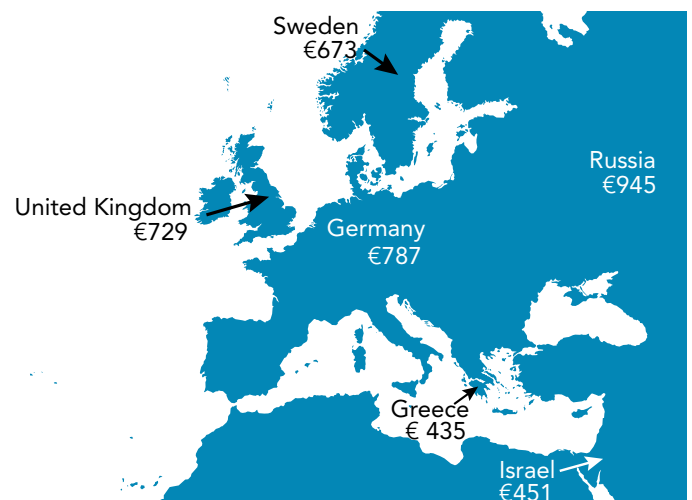 Sweden
€673
Russia
€945
United Kingdom
€729
Germany
€787
Greece
€ 435
Israel
€451